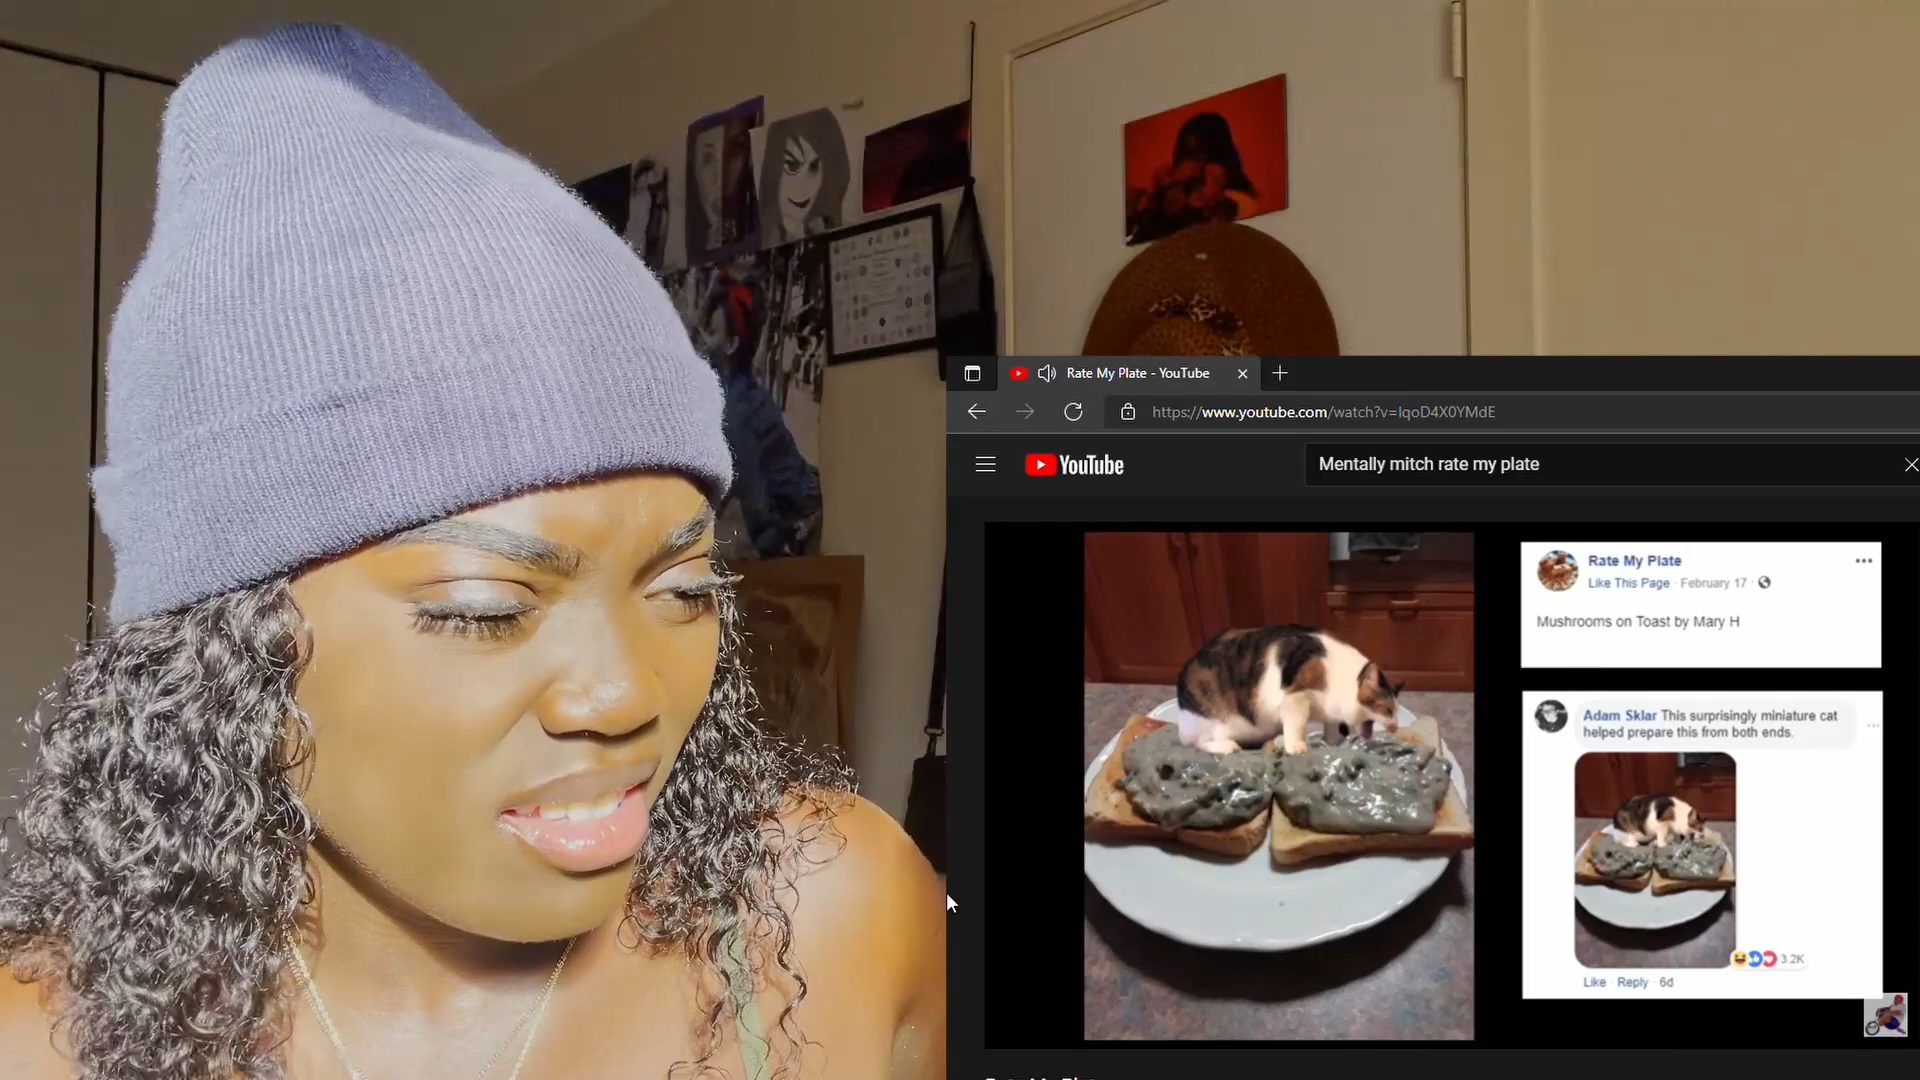 Rate My Plate - YouTube
https://www.youtube.com/watch?v=IqoD4X0YMdE
YouTube
Mentally mitch rate my plate
Rate My Plate
Like This Page · February 17 ·
Mushrooms on Toast by Mary H
Adam Sklar This surprisingly miniature cat
helped prepare this from both ends.
3.2K
Like · Reply · 6d